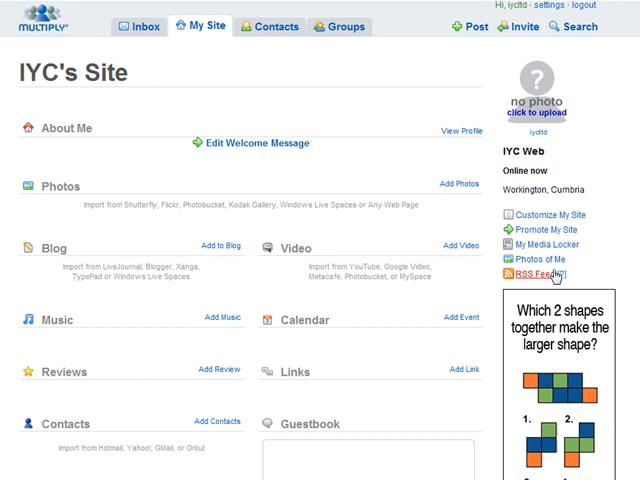 Hi, iycltd · settings · logout
MULTIPLY
Inbox
My Site
Contacts
Groups
Post
Invite
Search
IYC's Site
About Me
View Profile
Edit Welcome Message
Photos
Add Photos
Import from Shutterfly, Flickr, Photobucket, Kodak Gallery, Windows Live Spaces or Any Web Page
Blog
Add to Blog
Import from LiveJournal, Blogger, Xanga,
TypePad or Windows Live Spaces
Video
Add Video
Import from YouTube, Google Video,
Metacafe, Photobucket, or MySpace
Music
Add Music
Calendar
Add Event
Reviews
Add Review
Links
Add Link
Contacts
Add Contacts
Import from Hotmail, Yahoo!, GMail, or Orkut
Guestbook
?
no photo
click to upload
iycltd
IYC Web
Online now
Workington, Cumbria
Customize My Site
Promote My Site
My Media Locker
Photos of Me
RSS Feed
Which 2 shapes
together make the
larger shape?
1. 2.